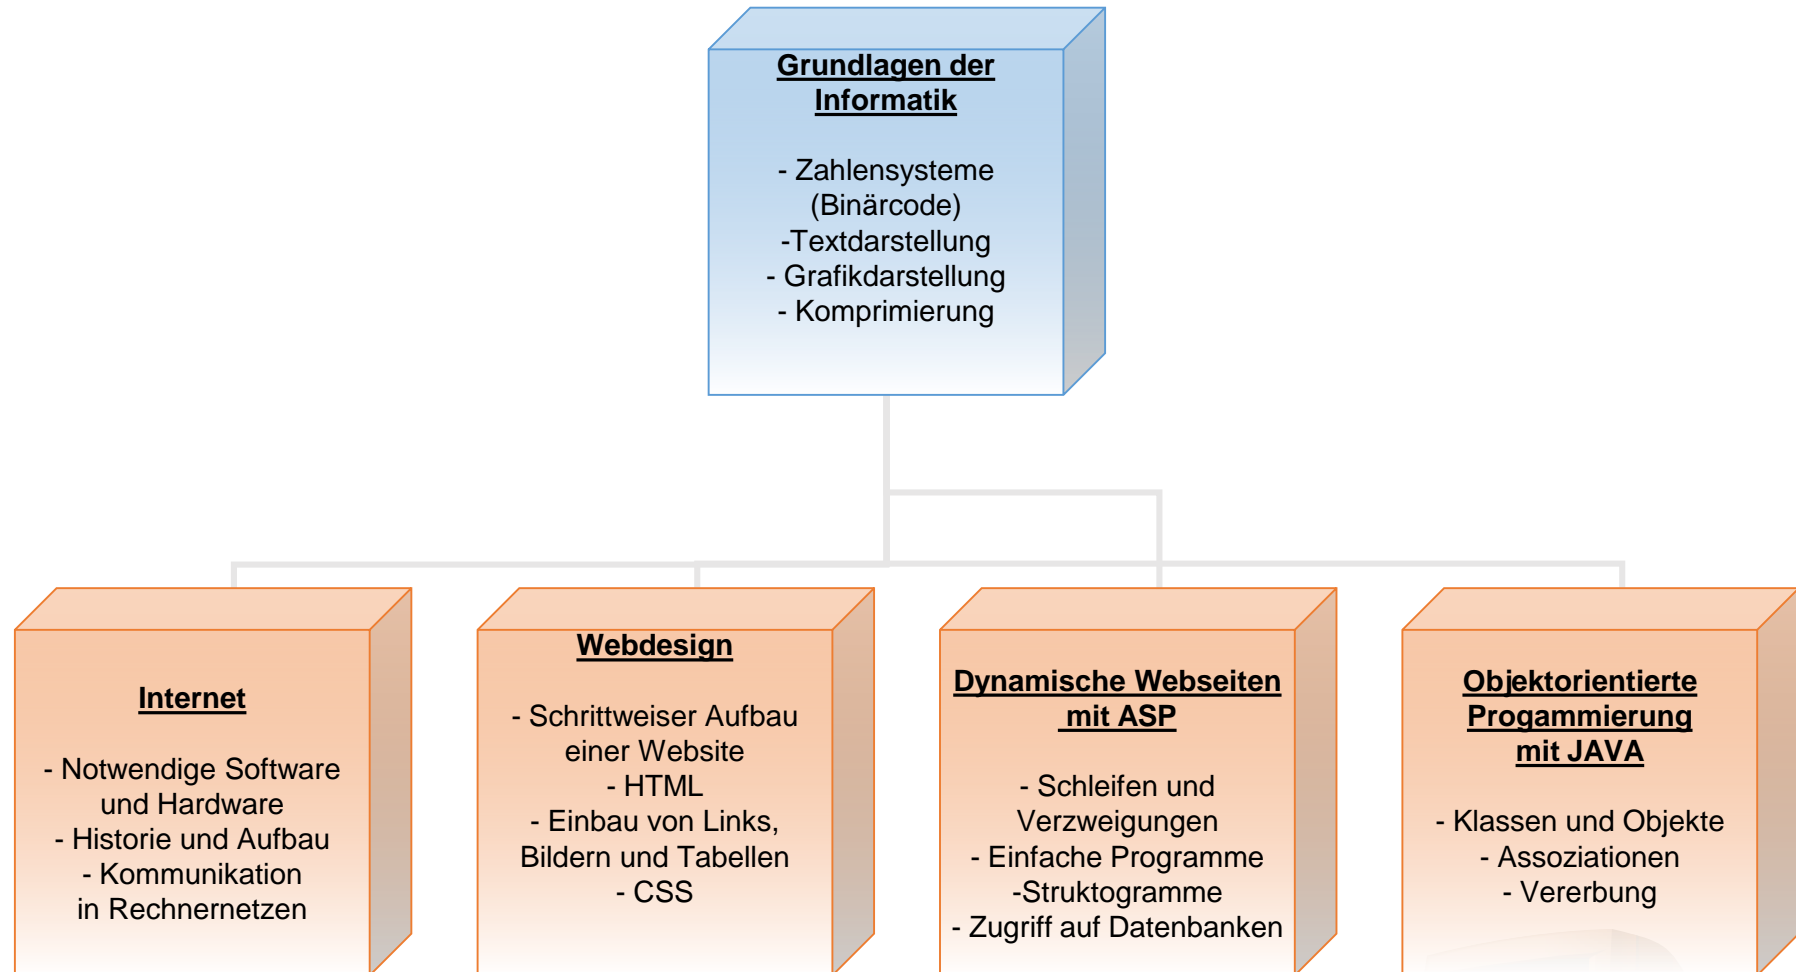 Grundlagen der
Informatik
- Zahlensysteme
(Binärcode)
-Textdarstellung
- Grafikdarstellung
- Komprimierung
Internet
- Notwendige Software
und Hardware
- Historie und Aufbau
- Kommunikation
in Rechnernetzen
Webdesign
- Schrittweiser Aufbau
einer Website
- HTML
- Einbau von Links,
Bildern und Tabellen
- CSS
Dynamische Webseiten
mit ASP
- Schleifen und
Verzweigungen
- Einfache Programme
-Struktogramme
- Zugriff auf Datenbanken
Objektorientierte
Progammierung
mit JAVA
- Klassen und Objekte
- Assoziationen
- Vererbung